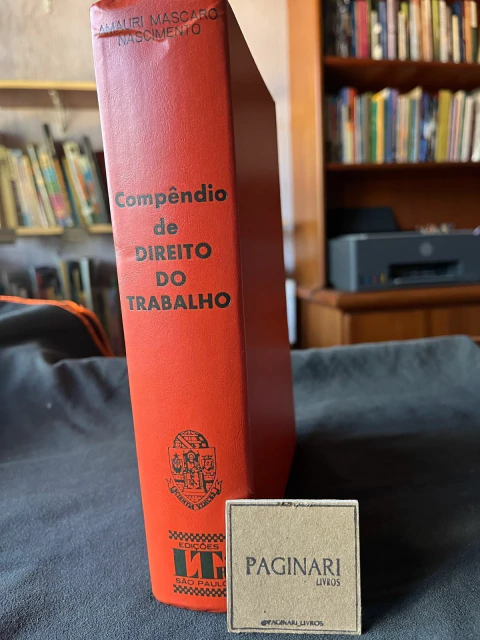 AMAURI MASCARO
NASCIMENTO
Compêndio
de
DIREITO
DO
TRABALHO
EDIÇÕES
LTr
SÃO PAULO
PAGINARI
LIVROS
@PAGINARI_LIVROS